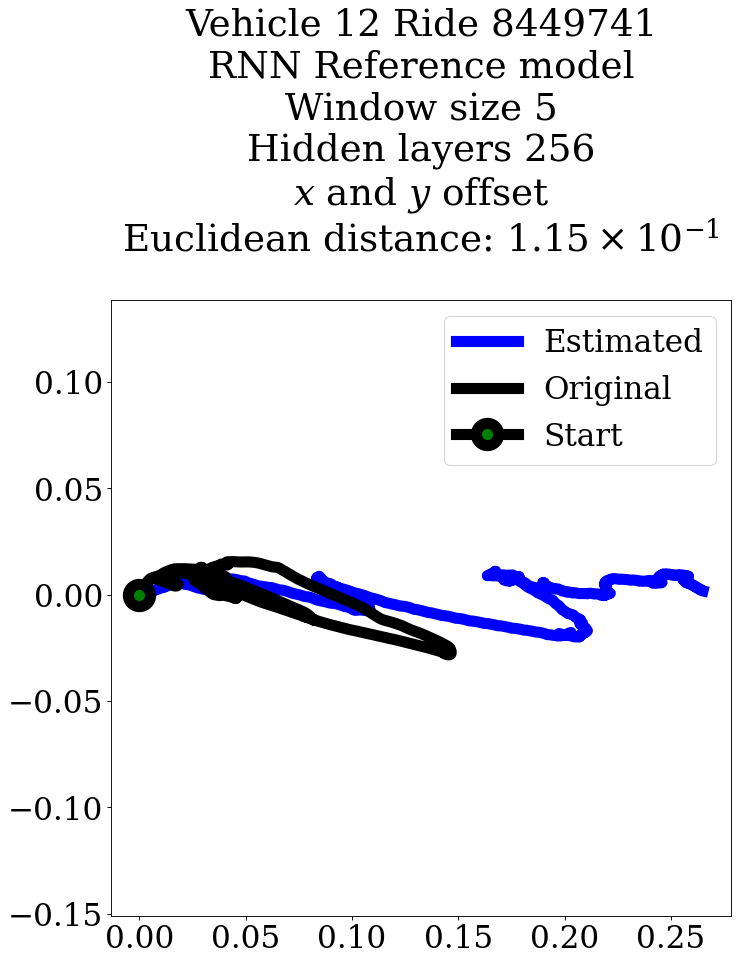 Vehicle 12 Ride 8449741
RNN Reference model
Window size 5
Hidden layers 256
x and y offset
Euclidean distance: 1.15 × 10⁻¹
Estimated
Original
Start
0.10
0.05
0.00
−0.05
−0.10
−0.15
0.00 0.05 0.10 0.15 0.20 0.25